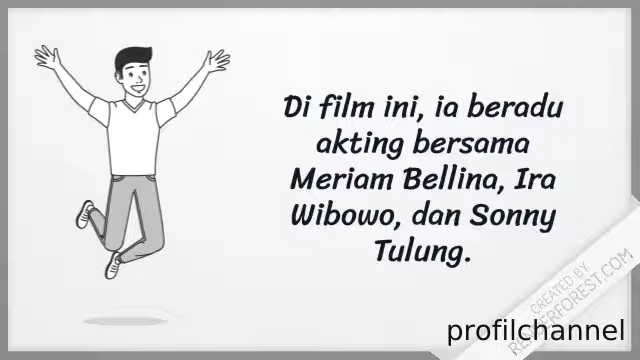 Di film ini, ia beradu
akting bersama
Meriam Bellina, Ira
Wibowo, dan Sonny
Tulung.
CREATED BY
RENDERFOREST.COM
profilchannel